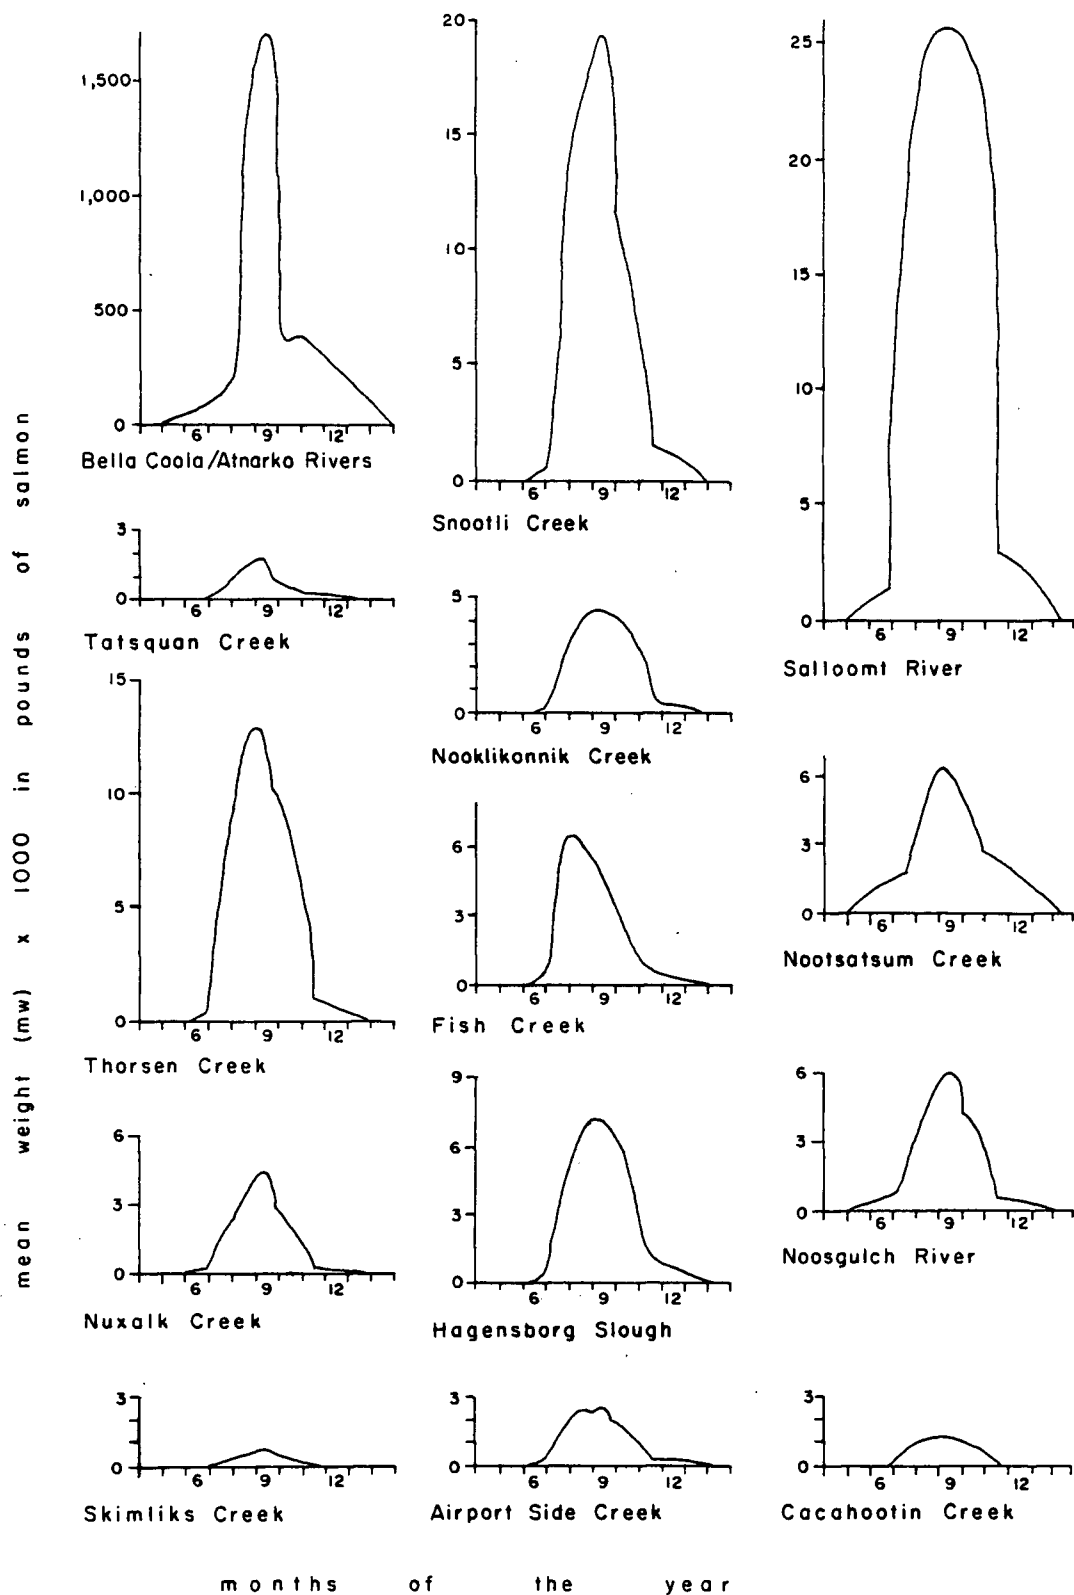 mean weight (mw) x 1000 in pounds of salmon
1,500
1,000
500
0
6 9 12
Bella Coola/Atnarko Rivers
3
0
6 9 12
Tatsquan Creek
15
10
5
0
6 9 12
Thorsen Creek
6
3
0
6 9 12
Nuxalk Creek
3
0
6 9 12
Skimliks Creek
20
15
10
5
0
6 9 12
Snootli Creek
5
0
6 9 12
Nooklikonnik Creek
6
3
0
6 9 12
Fish Creek
9
6
3
0
6 9 12
Hagensborg Slough
3
0
6 9 12
Airport Side Creek
25
20
15
10
5
0
6 9 12
Salloomt River
6
3
0
6 9 12
Nootsatsum Creek
6
3
0
6 9 12
Noosgulch River
3
0
6 9 12
Cacahootin Creek
months of the year